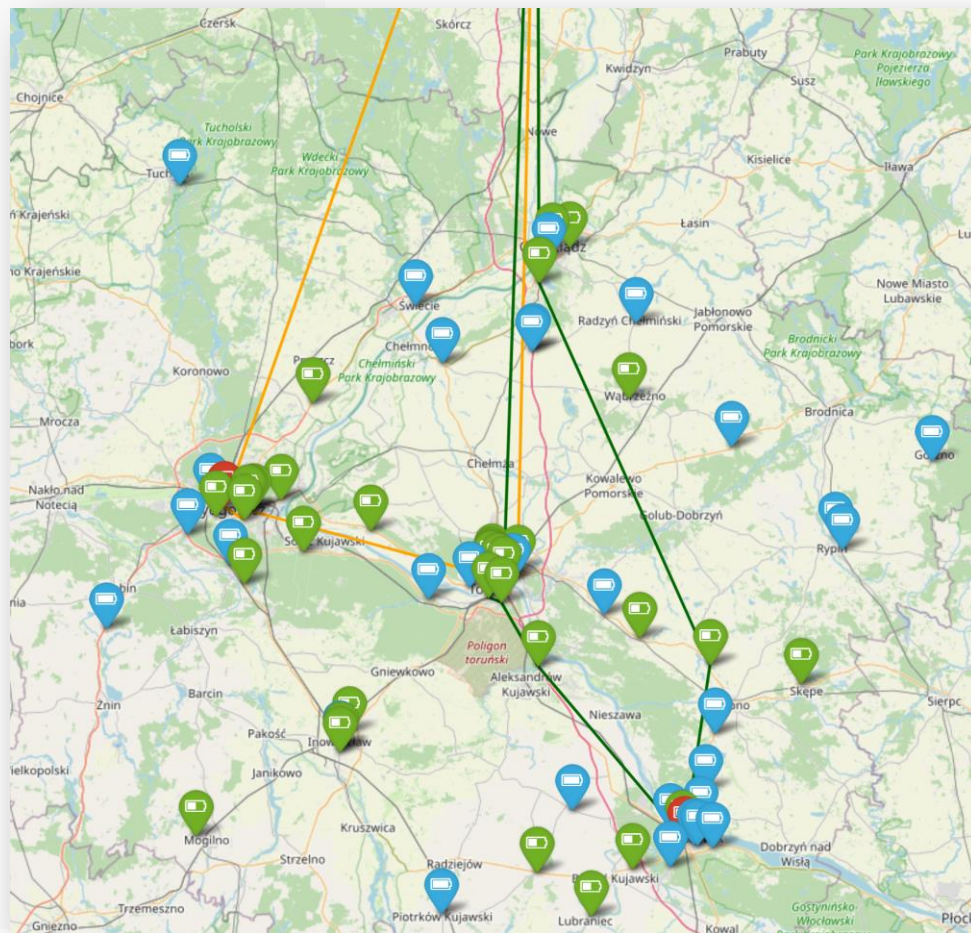 Czersk
Skórcz
Prabuty
Park Krajobrazowy
Pojezierza
Iławskiego
Kwidzyn
Susz
Chojnice
Tucholski
Park Krajobrazowy
Nowe
Wdecki
Park Krajobrazowy
Kisielice
Iława
Krajeński
Łasin
Krajeńskie
Nowe Miasto
Lubawskie
Świecie
Radzyń Chełmiński
Jabłonowo
Pomorskie
Chełmno
Brodnicki
Park Krajobrazowy
Chełmiński
Park Krajobrazowy
Koronowo
Wąbrzeźno
Mrocza
Brodnica
Chełmża
Kowalewo
Pomorskie
Nakło nad
Notecią
Golub-Dobrzyń
Kujawski
Rypin
Łabiszyn
Poligon
toruński
Gniewkowo
Aleksandrów
Kujawski
Barcin
Skępe
Żnin
Nieszawa
Sierpc
Pakość
Janikowo
Kruszwica
Mogilno
Dobrzyń nad
Wisłą
Strzelno
Radziejów
Kujawski
Trzemeszno
Piotrków Kujawski
Lubraniec
Gostynińsko
Włocławski
Park Krajobrazowy
Gniezno
Kowal
Płock